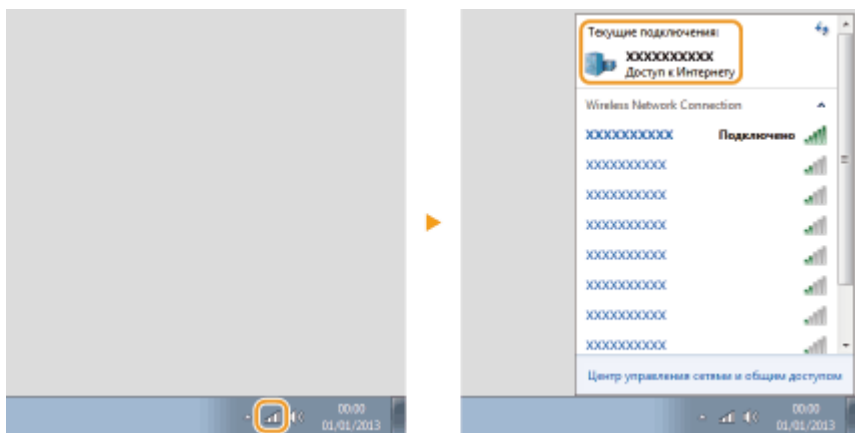 00:00
01/01/2013
Текущие подключения:
XXXXXXXXXX
Доступ к Интернету
Wireless Network Connection
XXXXXXXXXX Подключено
XXXXXXXXXX
XXXXXXXXXX
XXXXXXXXXX
XXXXXXXXXX
XXXXXXXXXX
XXXXXXXXXX
XXXXXXXXXX
Центр управления сетями и общим доступом
00:00
01/01/2013